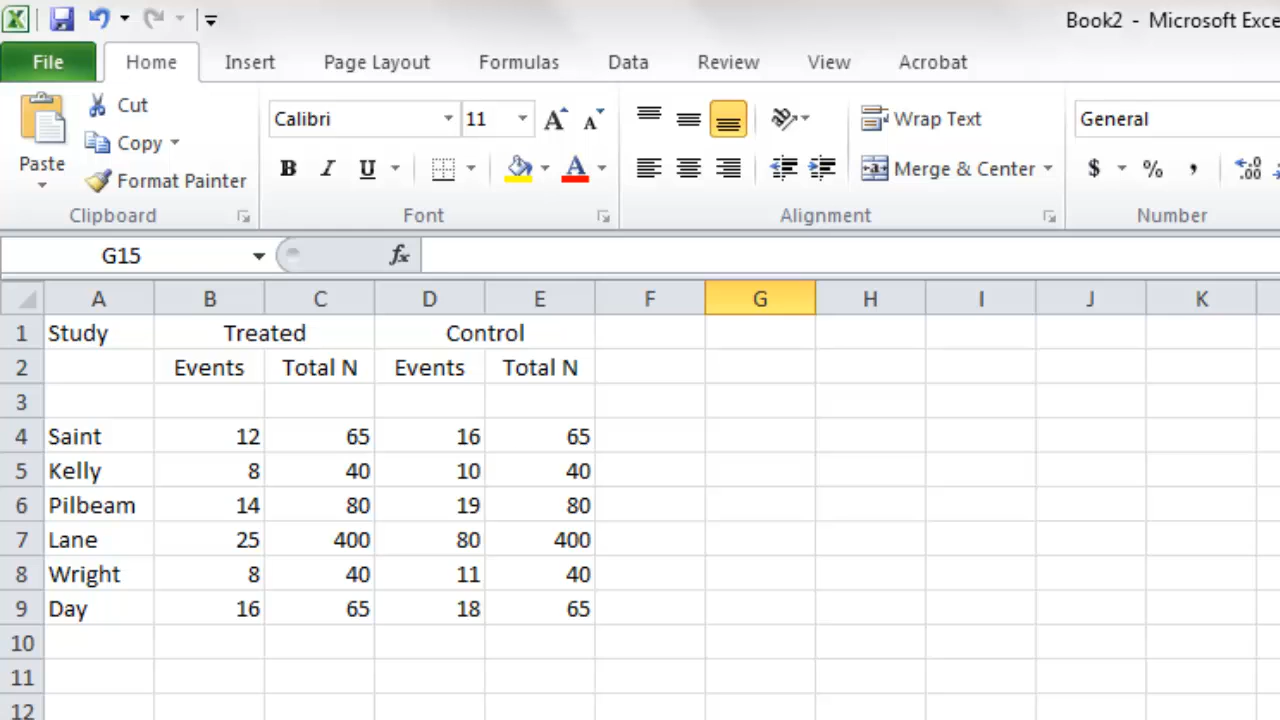 Book2 - Microsoft Exce
File Home Insert Page Layout Formulas Data Review View Acrobat
Paste
Cut
Copy
Format Painter
Clipboard
Calibri 11
B I U A
Font
Wrap Text
Merge & Center
Alignment
General
$ % ,
Number
G15 fx
A B C D E F G H I J K
1 Study Treated Control
2 Events Total N Events Total N
3
4 Saint 12 65 16 65
5 Kelly 8 40 10 40
6 Pilbeam 14 80 19 80
7 Lane 25 400 80 400
8 Wright 8 40 11 40
9 Day 16 65 18 65
10
11
12